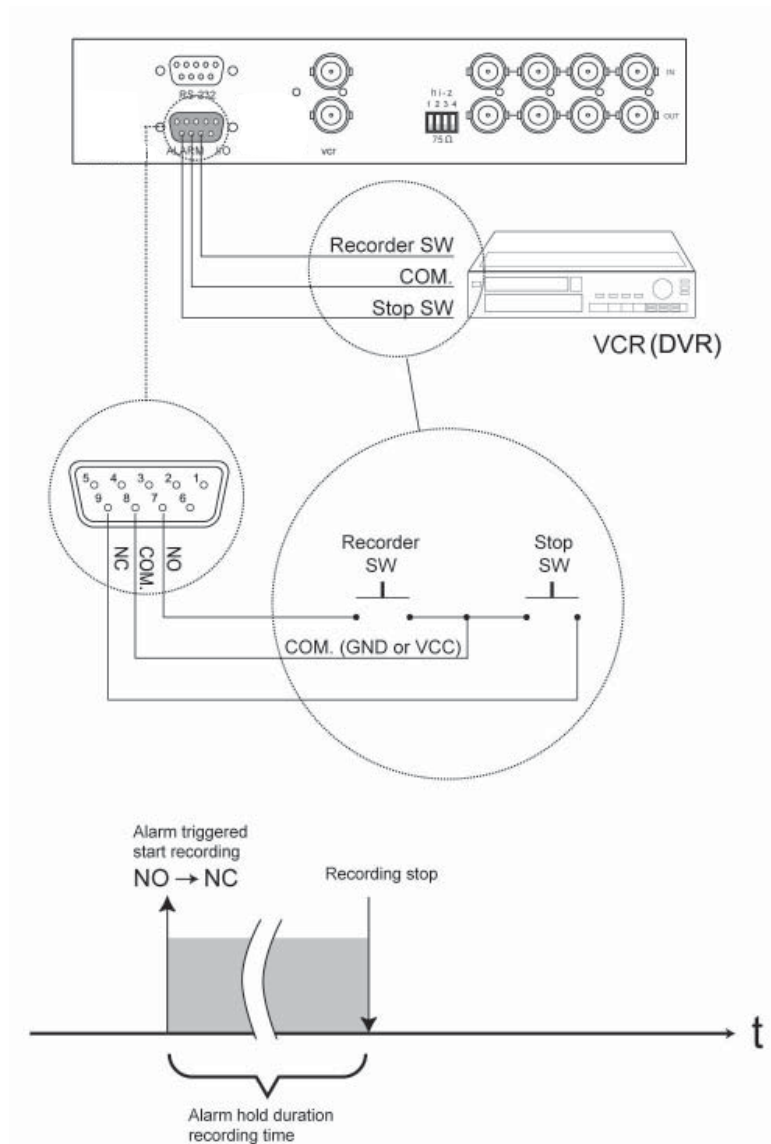 RS-232
ALARM I/O
vcr
hi-z
1 2 3 4
75Ω
IN
OUT
Recorder SW
COM.
Stop SW
VCR (DVR)
5 4 3 2 1
9 8 7 6
NC
COM.
NO
Recorder
SW
Stop
SW
COM. (GND or VCC)
Alarm triggered
start recording
NO → NC
Recording stop
t
Alarm hold duration
recording time